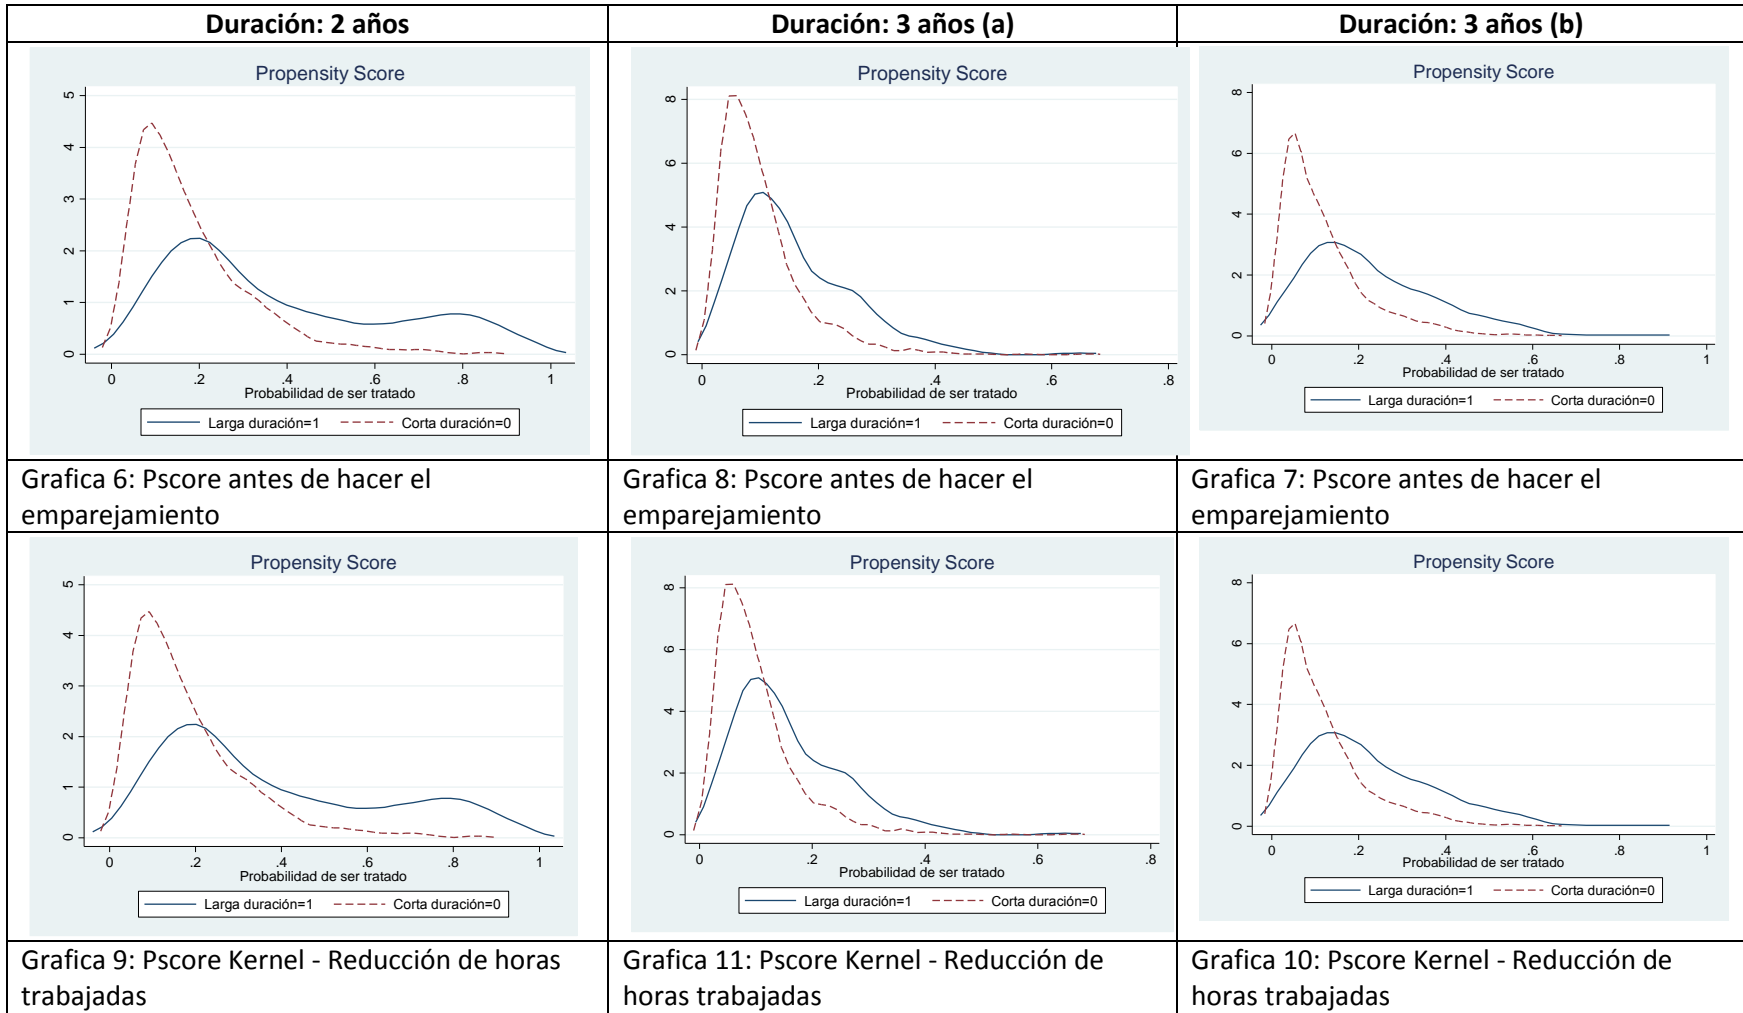 Duración: 2 años
Duración: 3 años (a)
Duración: 3 años (b)
Propensity Score
5
4
3
2
1
0
0
.2
.4
.6
.8
1
Probabilidad de ser tratado
Larga duración=1
Corta duración=0
Propensity Score
8
6
4
2
0
0
.2
.4
.6
.8
Probabilidad de ser tratado
Larga duración=1
Corta duración=0
Propensity Score
8
6
4
2
0
0
.2
.4
.6
.8
1
Probabilidad de ser tratado
Larga duración=1
Corta duración=0
Grafica 6: Pscore antes de hacer el
emparejamiento
Grafica 8: Pscore antes de hacer el
emparejamiento
Grafica 7: Pscore antes de hacer el
emparejamiento
Propensity Score
5
4
3
2
1
0
0
.2
.4
.6
.8
1
Probabilidad de ser tratado
Larga duración=1
Corta duración=0
Propensity Score
8
6
4
2
0
0
.2
.4
.6
.8
Probabilidad de ser tratado
Larga duración=1
Corta duración=0
Propensity Score
8
6
4
2
0
0
.2
.4
.6
.8
1
Probabilidad de ser tratado
Larga duración=1
Corta duración=0
Grafica 9: Pscore Kernel - Reducción de horas
trabajadas
Grafica 11: Pscore Kernel - Reducción de
horas trabajadas
Grafica 10: Pscore Kernel - Reducción de
horas trabajadas